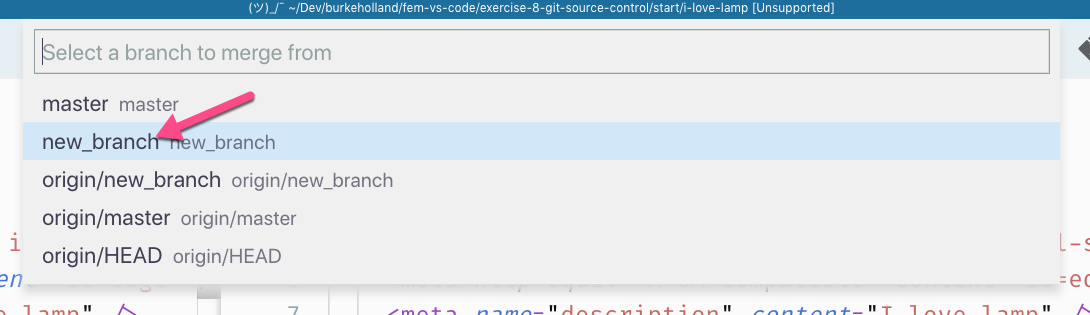 (ツ)_/¯ ~/Dev/burkeholland/fem-vs-code/exercise-8-git-source-control/start/i-love-lamp [Unsupported]
Select a branch to merge from
master master
new_branch new_branch
origin/new_branch origin/new_branch
origin/master origin/master
origin/HEAD origin/HEAD
7
<meta name="description" content="I love lamp" /